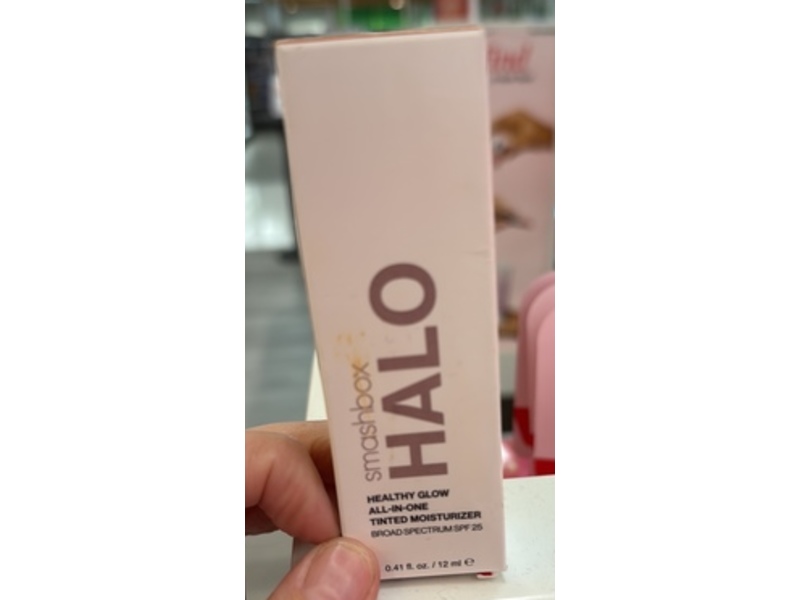 smashbox
HALO
HEALTHY GLOW
ALL-IN-ONE
TINTED MOISTURIZER
BROAD SPECTRUM SPF 25
0.41 fl. oz. / 12 ml ℮